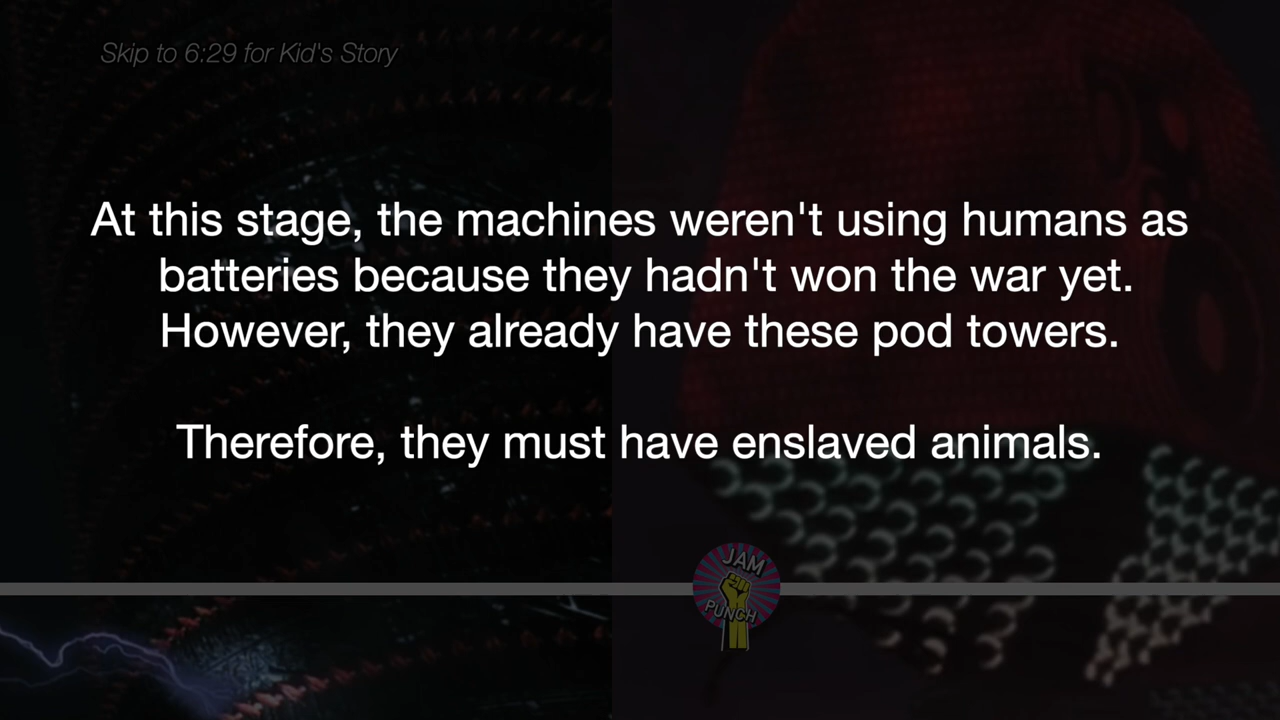 Skip to 6:29 for Kid's Story
At this stage, the machines weren't using humans as
batteries because they hadn't won the war yet.
However, they already have these pod towers.
Therefore, they must have enslaved animals.
JAM
PUNCH